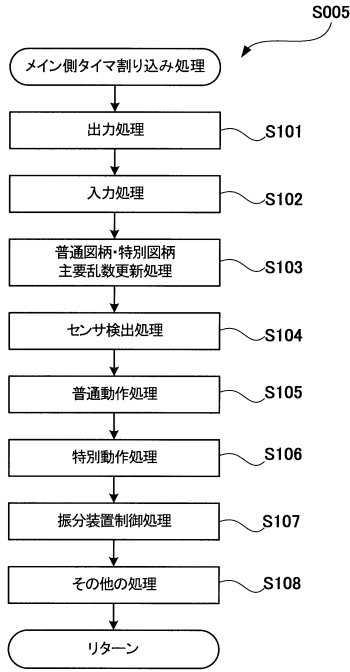 S005
メイン側タイマ割り込み処理
出力処理
S101
入力処理
S102
普通図柄・特別図柄
主要乱数更新処理
S103
センサ検出処理
S104
普通動作処理
S105
特別動作処理
S106
振分装置制御処理
S107
その他の処理
S108
リターン